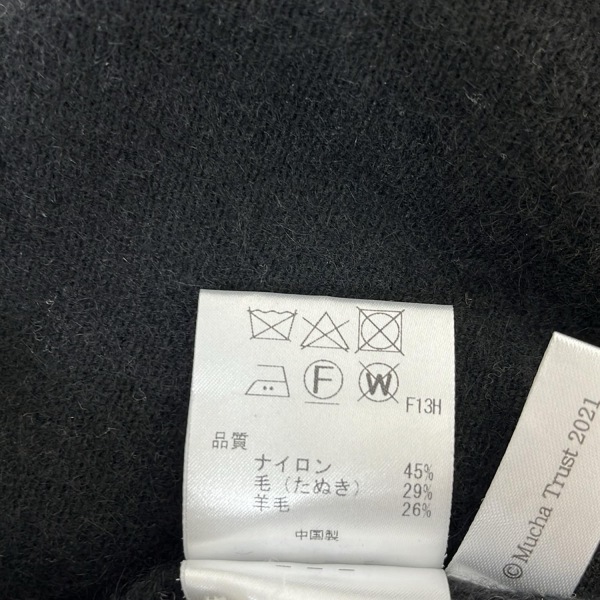 F
W
F13H
品質
ナイロン 45%
毛（たぬき） 29%
羊毛 26%
中国製
©Mucha Trust 2021